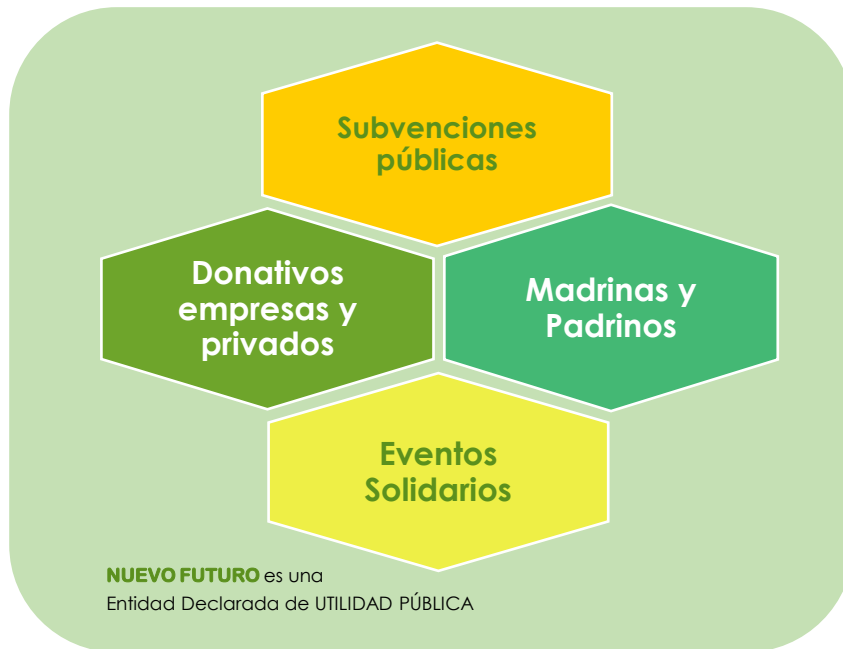 Subvenciones
públicas
Donativos
empresas y
privados
Madrinas y
Padrinos
Eventos
Solidarios
NUEVO FUTURO es una
Entidad Declarada de UTILIDAD PÚBLICA